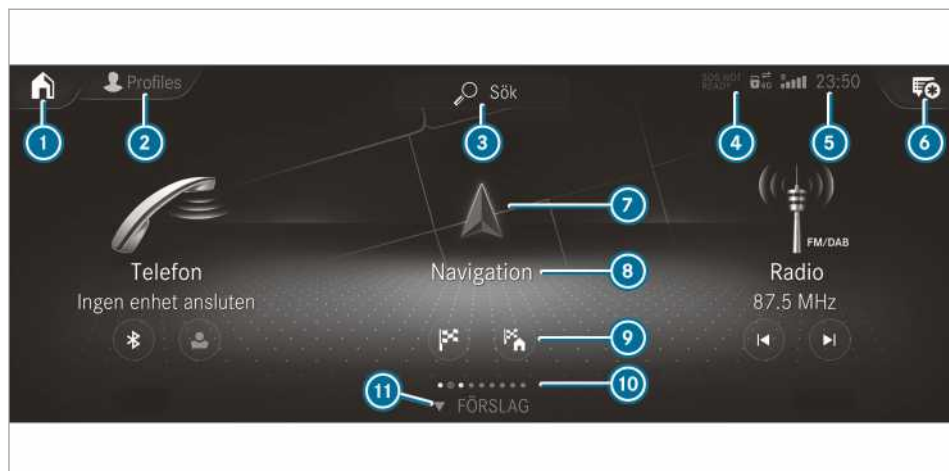 Profiles
Sök
SOS NOT
READY
4G
23:50
1
2
3
4
5
6
7
FM/DAB
Telefon
Navigation
8
Radio
Ingen enhet ansluten
87.5 MHz
9
10
11
FÖRSLAG